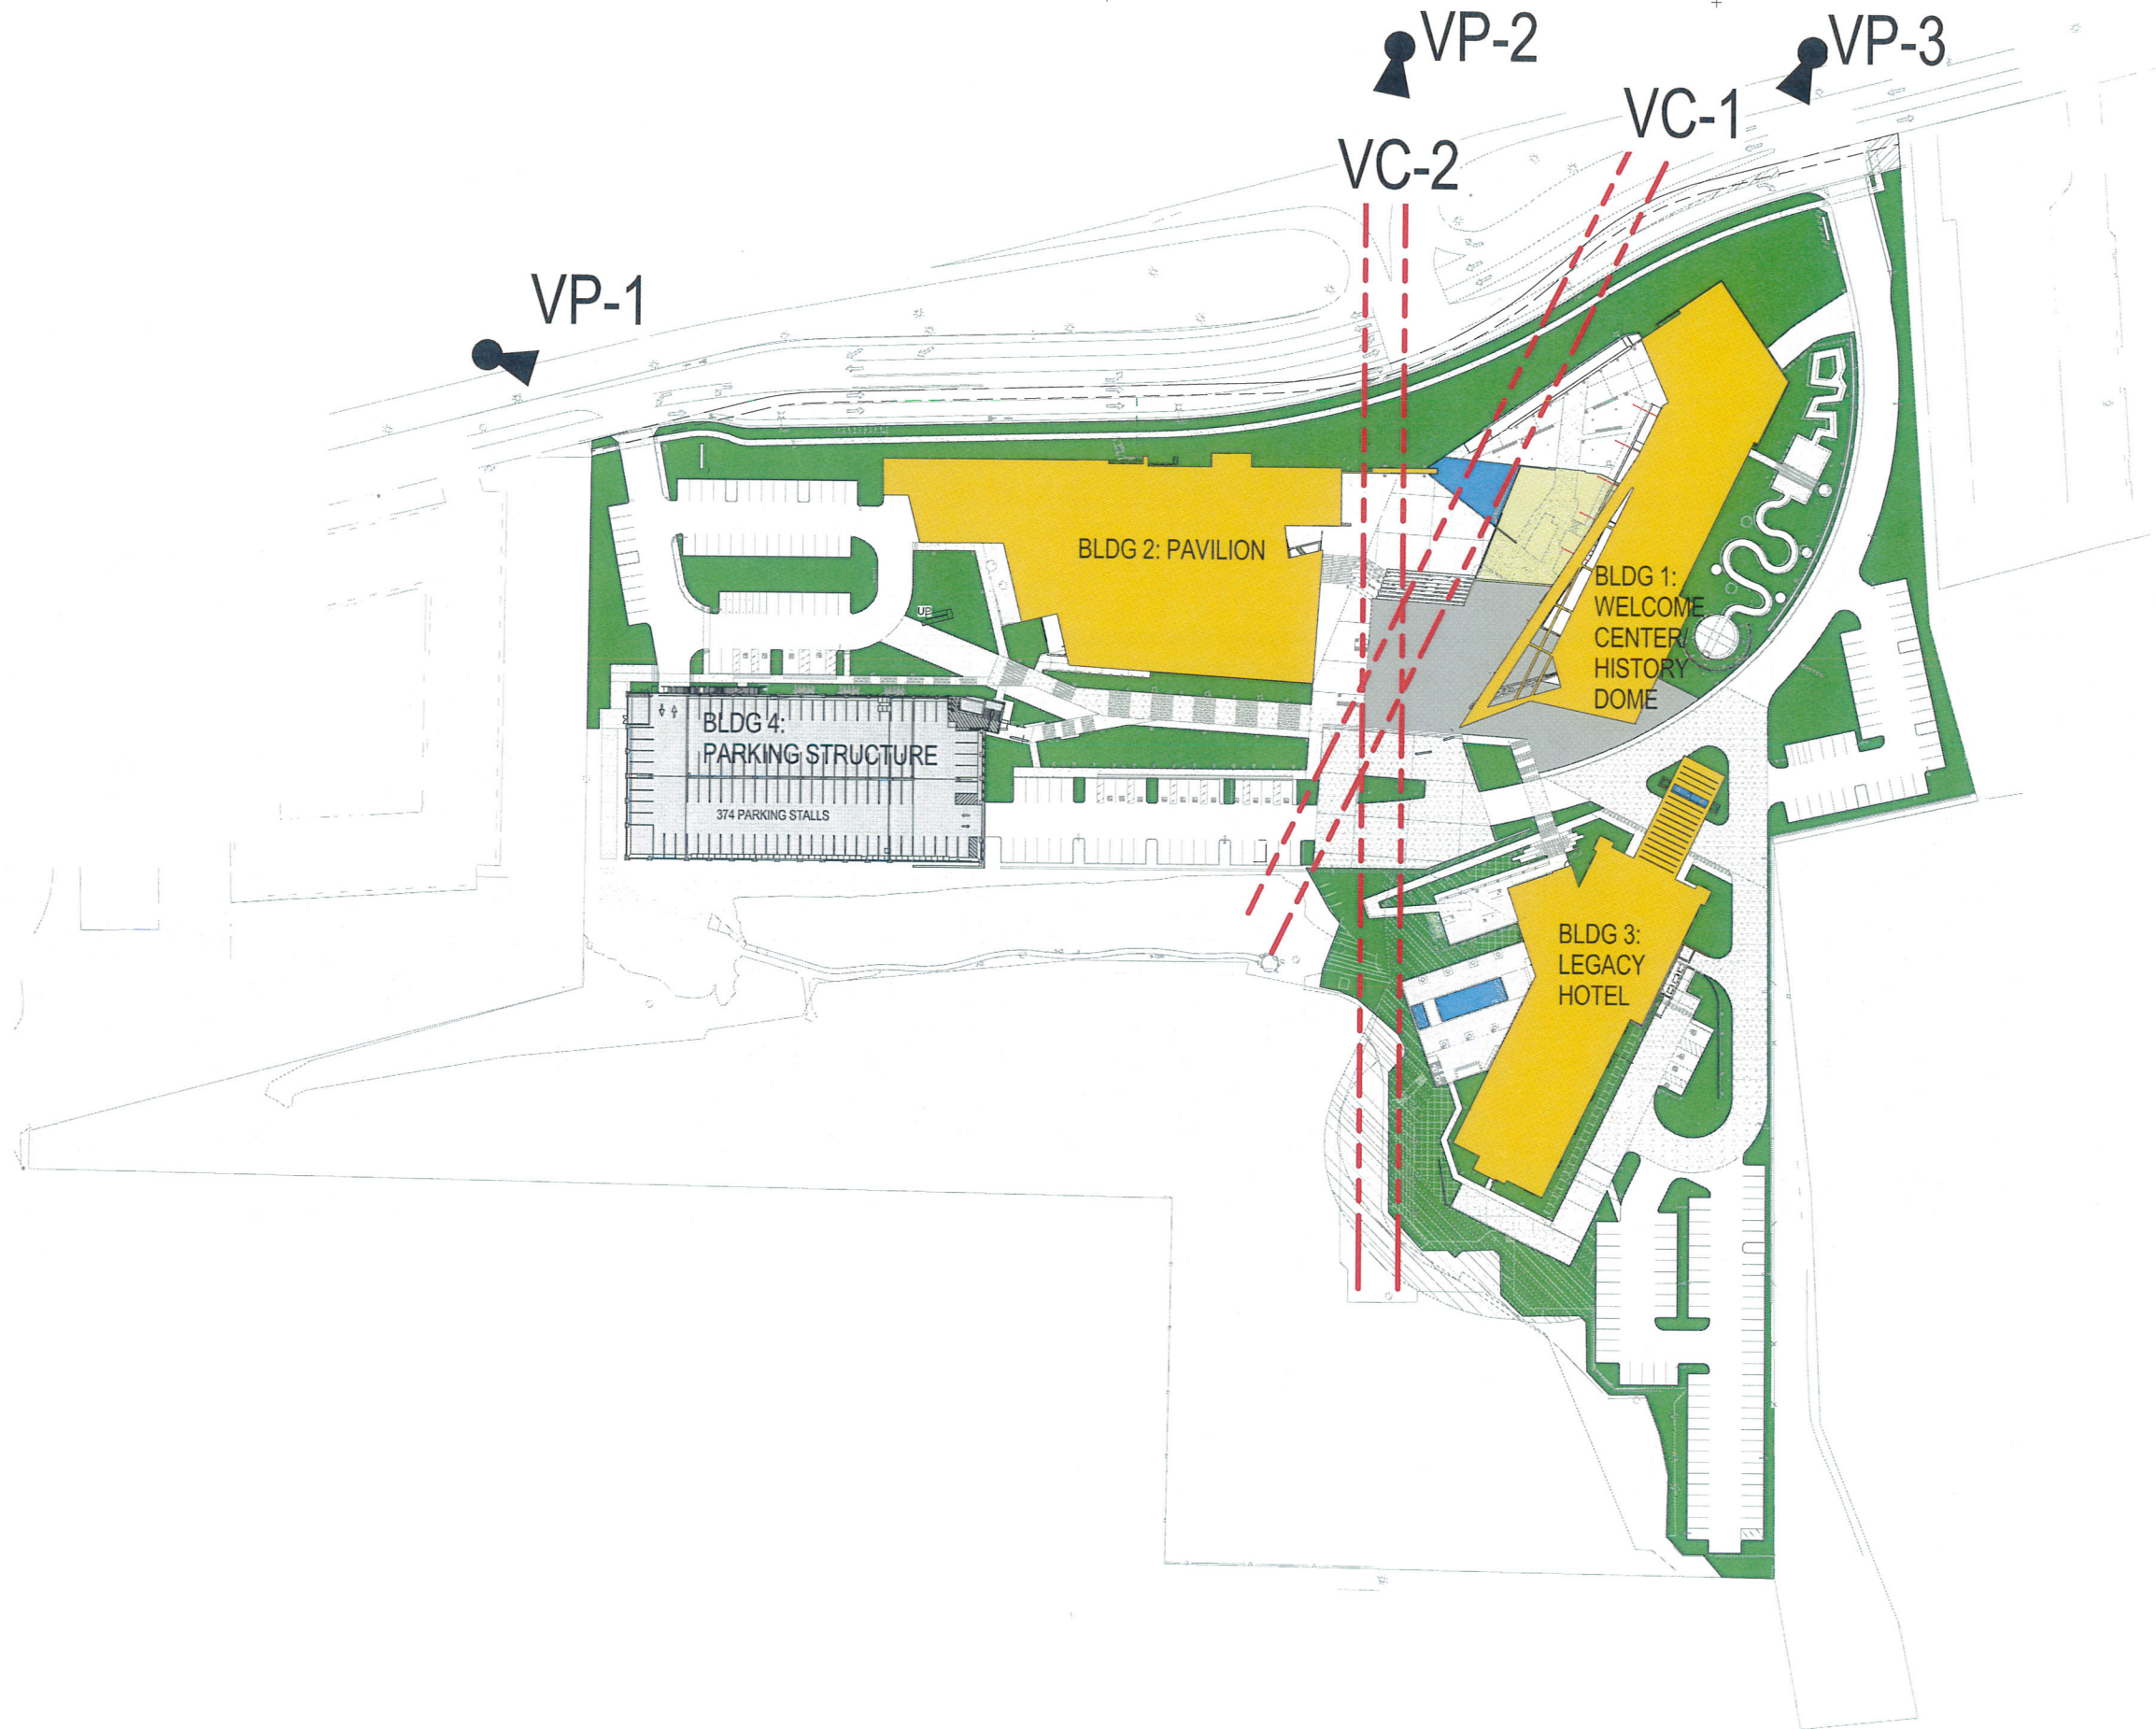 VP-2
VP-3
VC-1
VC-2
VP-1
BLDG 2: PAVILION
BLDG 1:
WELCOME
CENTER/
HISTORY
DOME
UP
BLDG 4:
PARKING STRUCTURE
374 PARKING STALLS
BLDG 3:
LEGACY
HOTEL